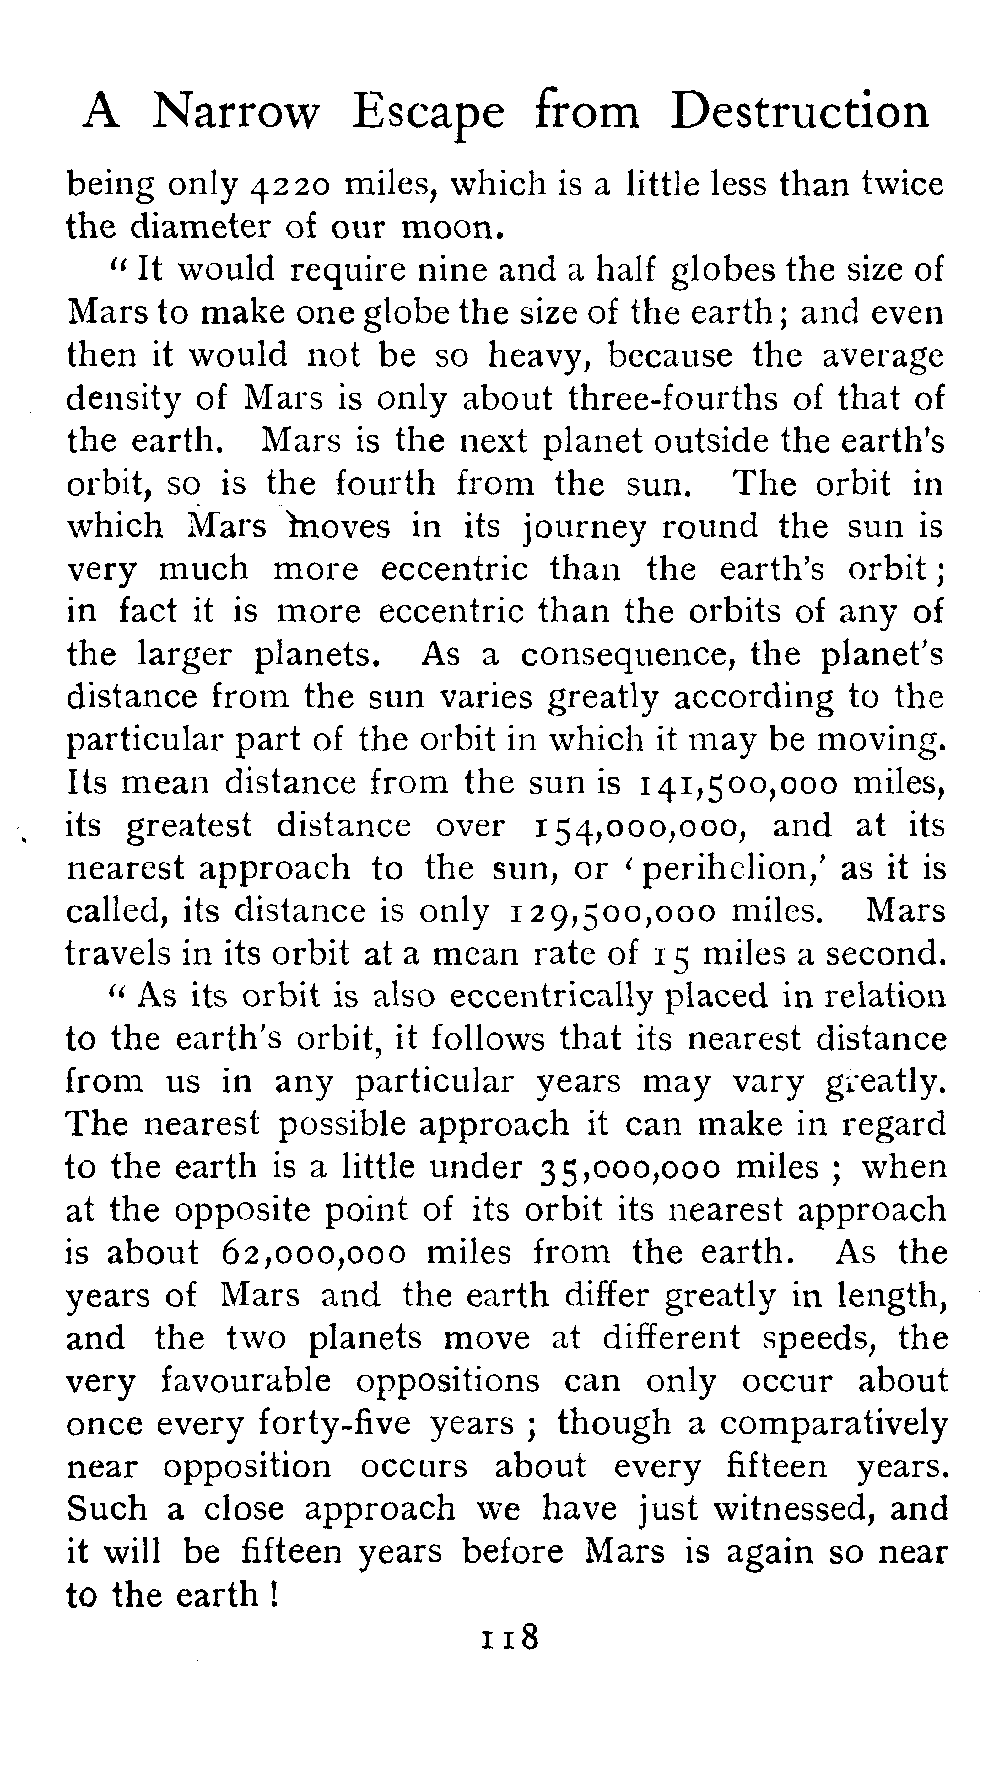 A Narrow Escape from Destruction
being only 4220 miles, which is a little less than twice
the diameter of our moon.
“ It would require nine and a half globes the size of
Mars to make one globe the size of the earth; and even
then it would not be so heavy, because the average
density of Mars is only about three-fourths of that of
the earth. Mars is the next planet outside the earth's
orbit, so is the fourth from the sun. The orbit in
which Mars moves in its journey round the sun is
very much more eccentric than the earth's orbit ;
in fact it is more eccentric than the orbits of any of
the larger planets. As a consequence, the planet's
distance from the sun varies greatly according to the
particular part of the orbit in which it may be moving.
Its mean distance from the sun is 141,500,000 miles,
its greatest distance over 154,000,000, and at its
nearest approach to the sun, or ‘ perihelion,’ as it is
called, its distance is only 129,500,000 miles. Mars
travels in its orbit at a mean rate of 15 miles a second.
“ As its orbit is also eccentrically placed in relation
to the earth's orbit, it follows that its nearest distance
from us in any particular years may vary greatly.
The nearest possible approach it can make in regard
to the earth is a little under 35,000,000 miles ; when
at the opposite point of its orbit its nearest approach
is about 62,000,000 miles from the earth. As the
years of Mars and the earth differ greatly in length,
and the two planets move at different speeds, the
very favourable oppositions can only occur about
once every forty-five years ; though a comparatively
near opposition occurs about every fifteen years.
Such a close approach we have just witnessed, and
it will be fifteen years before Mars is again so near
to the earth !
118